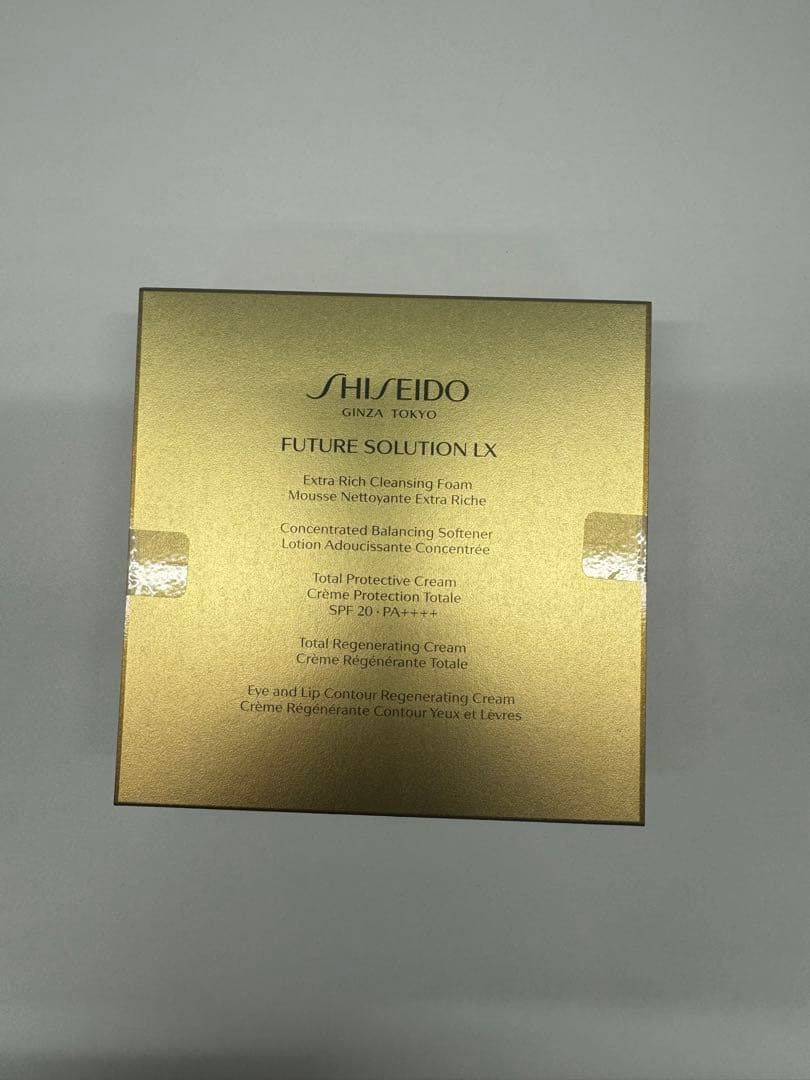 SHISEIDO
GINZA TOKYO
FUTURE SOLUTION LX
Extra Rich Cleansing Foam
Mousse Nettoyante Extra Riche
Concentrated Balancing Softener
Lotion Adoucissante Concentrée
Total Protective Cream
Crème Protection Totale
SPF 20 · PA++++
Total Regenerating Cream
Crème Régénérante Totale
Eye and Lip Contour Regenerating Cream
Crème Régénérante Contour Yeux et Lèvres